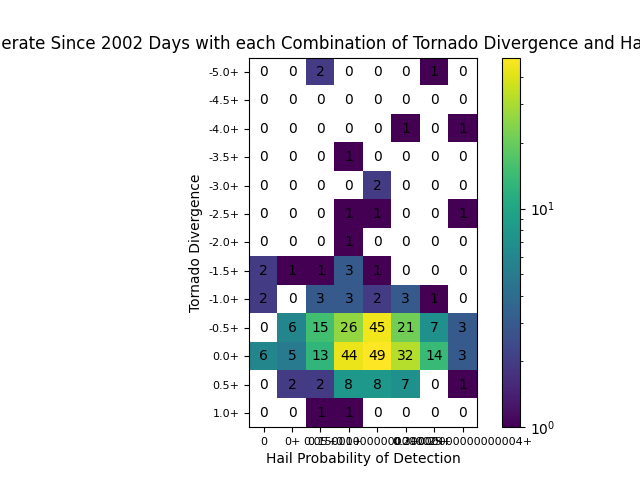 erate Since 2002 Days with each Combination of Tornado Divergence and Ha
-5.0+ 0 0 2 0 0 0 1 0
-4.5+ 0 0 0 0 0 0 0 0
-4.0+ 0 0 0 0 0 1 0 1
-3.5+ 0 0 0 1 0 0 0 0
-3.0+ 0 0 0 0 2 0 0 0
-2.5+ 0 0 0 1 1 0 0 1
-2.0+ 0 0 0 1 0 0 0 0
-1.5+ 2 1 1 3 1 0 0 0
-1.0+ 2 0 3 3 2 3 1 0
-0.5+ 0 6 15 26 45 21 7 3
0.0+ 6 5 13 44 49 32 14 3
0.5+ 0 2 2 8 8 7 0 1
1.0+ 0 0 1 1 0 0 0 0
0 0+
Hail Probability of Detection
Tornado Divergence
10^1
10^0